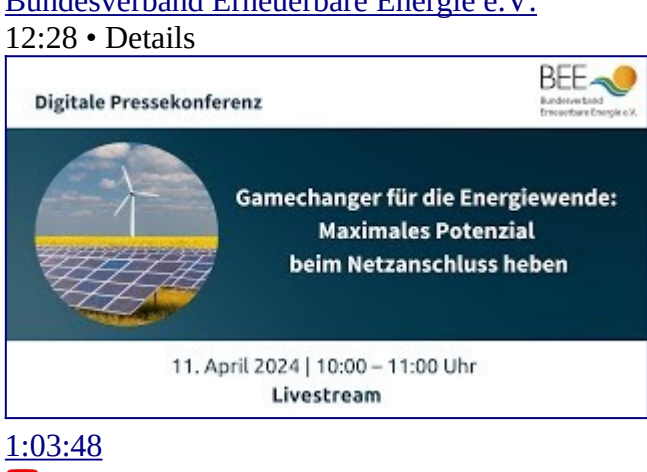 Bundesverband Erneuerbare Energie e.V.
12:28 • Details
Digitale Pressekonferenz
BEE
Bundesverband
Erneuerbare Energie e.V.
Gamechanger für die Energiewende:
Maximales Potenzial
beim Netzanschluss heben
11. April 2024 | 10:00 – 11:00 Uhr
Livestream
1:03:48